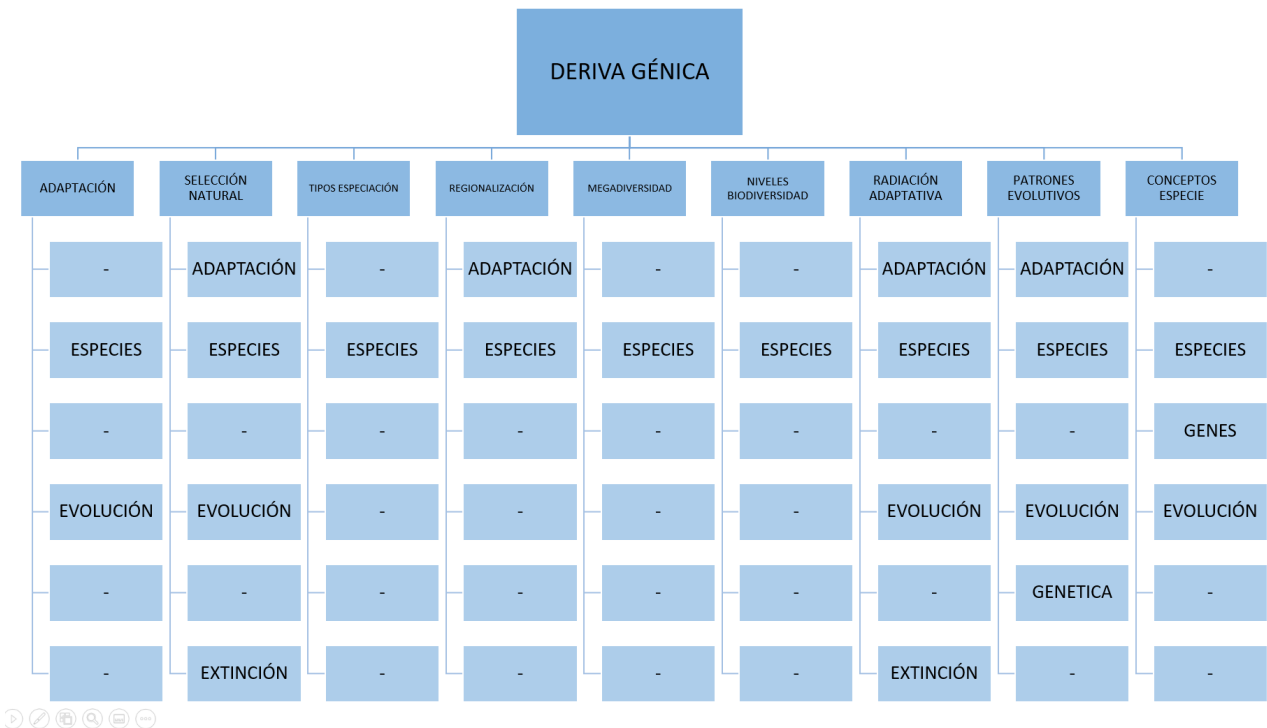 DERIVA GÉNICA
ADAPTACIÓN
SELECCIÓN
NATURAL
TIPOS ESPECIACIÓN
REGIONALIZACIÓN
MEGADIVERSIDAD
NIVELES
BIODIVERSIDAD
RADIACIÓN
ADAPTATIVA
PATRONES
EVOLUTIVOS
CONCEPTOS
ESPECIE
-
ADAPTACIÓN
-
ADAPTACIÓN
-
-
ADAPTACIÓN
ADAPTACIÓN
-
ESPECIES
ESPECIES
ESPECIES
ESPECIES
ESPECIES
ESPECIES
ESPECIES
ESPECIES
ESPECIES
-
-
-
-
-
-
-
-
GENES
EVOLUCIÓN
EVOLUCIÓN
-
-
-
-
EVOLUCIÓN
EVOLUCIÓN
EVOLUCIÓN
-
-
-
-
-
-
-
GENETICA
-
-
EXTINCIÓN
-
-
-
-
EXTINCIÓN
-
-